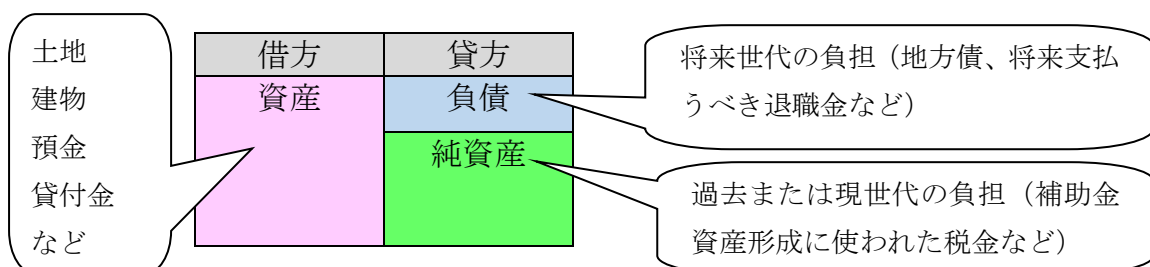 土地
建物
預金
貸付金
など
借方
貸方
資産
負債
純資産
将来世代の負担（地方債、将来支払
うべき退職金など）
過去または現世代の負担（補助金
資産形成に使われた税金など）